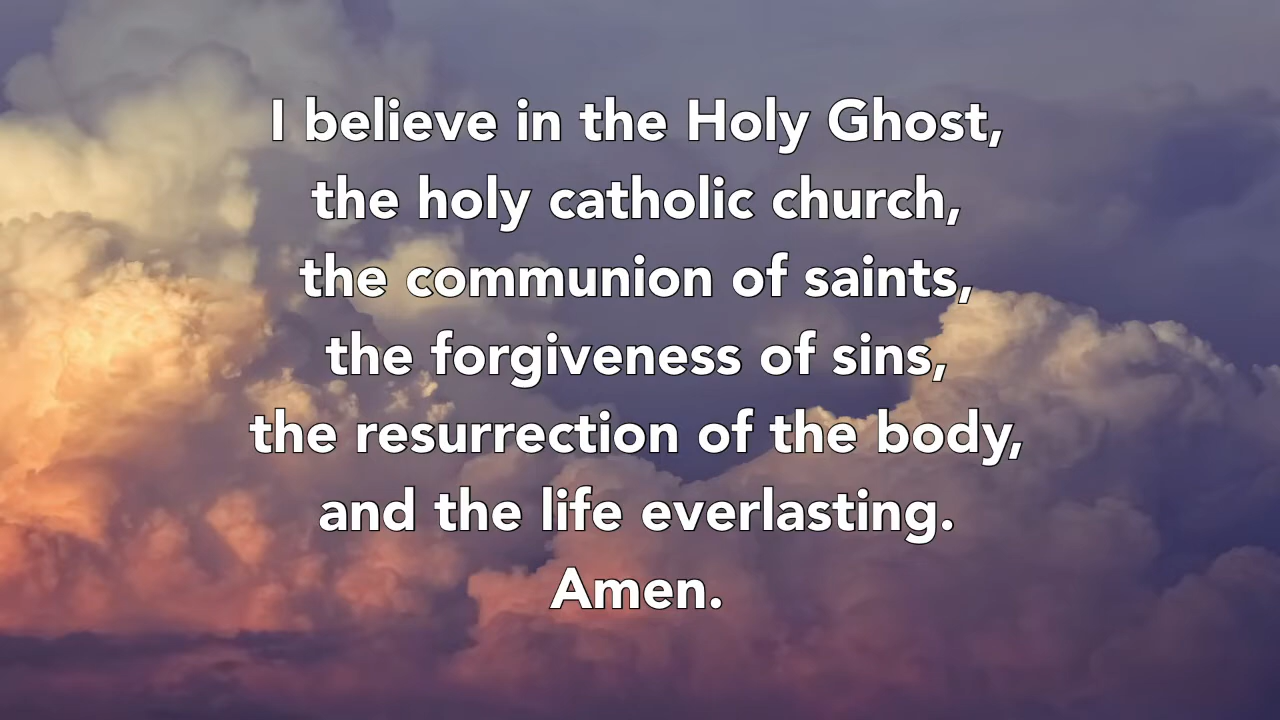 I believe in the Holy Ghost,
the holy catholic church,
the communion of saints,
the forgiveness of sins,
the resurrection of the body,
and the life everlasting.
Amen.